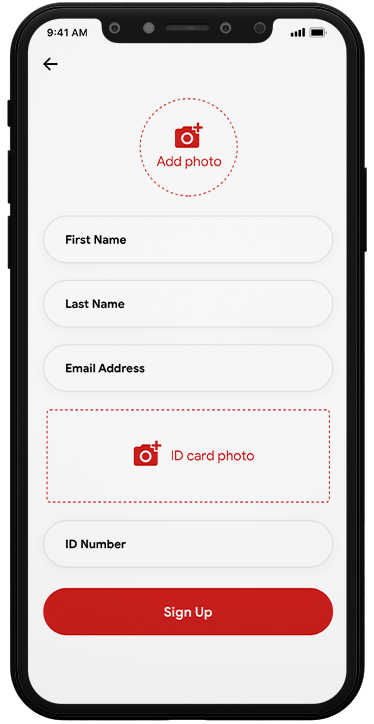 9:41 AM
Add photo
First Name
Last Name
Email Address
ID card photo
ID Number
Sign Up